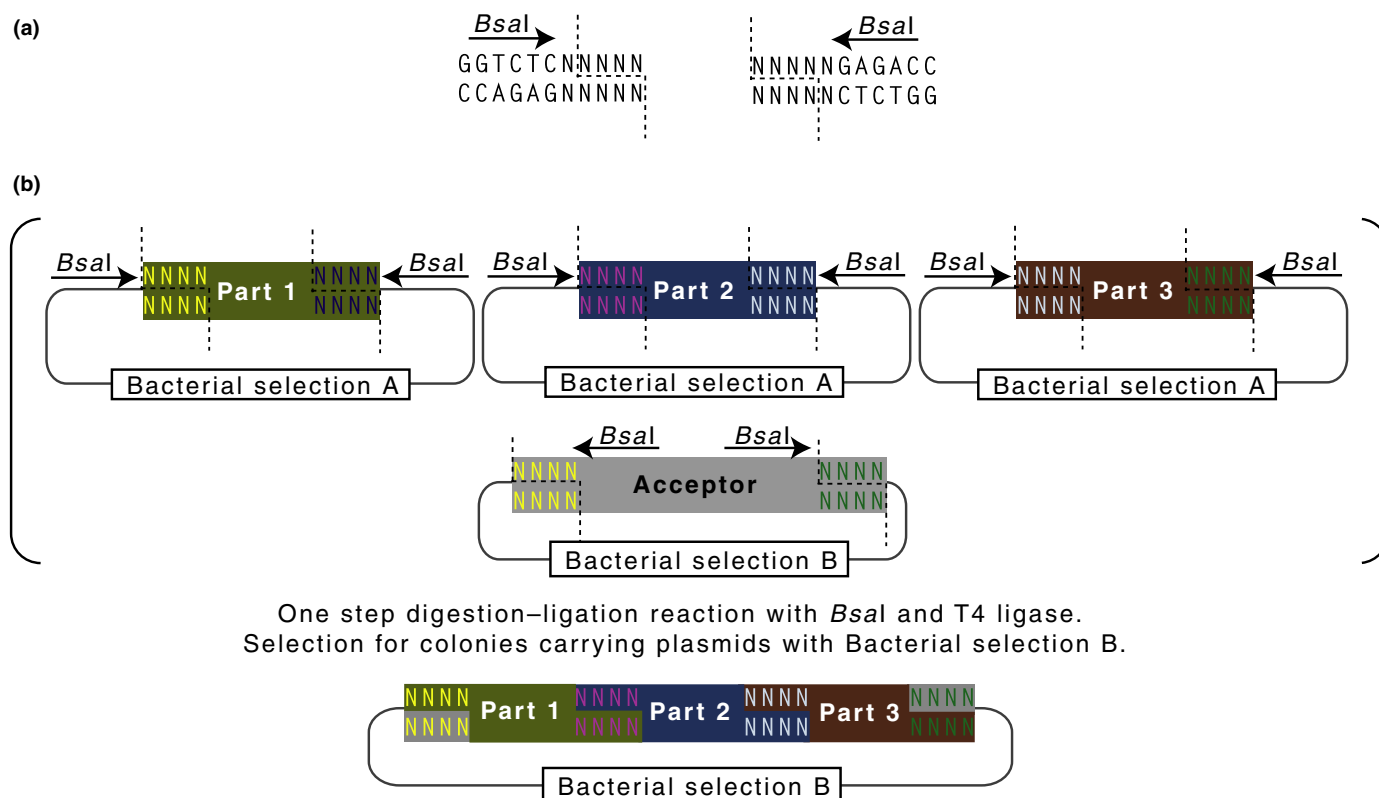 (a)
BsaI BsaI
GGTCTCNNNNN NNNNNGAGACC
CCAGAGNNNNN NNNNNCTCTGG
(b)
BsaI BsaI BsaI BsaI BsaI BsaI
NNNN Part 1 NNNN NNNN Part 2 NNNN NNNN Part 3 NNNN
NNNN NNNN NNNN NNNN NNNN NNNN
Bacterial selection A Bacterial selection A Bacterial selection A
BsaI BsaI
NNNN Acceptor NNNN
NNNN NNNN
Bacterial selection B
One step digestion–ligation reaction with BsaI and T4 ligase.
Selection for colonies carrying plasmids with Bacterial selection B.
NNNN Part 1 NNNN Part 2 NNNN Part 3 NNNN
NNNN NNNN NNNN NNNN
Bacterial selection B